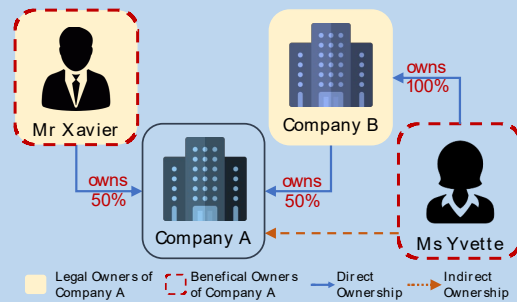 owns
100%
Mr Xavier
Company B
owns
50%
owns
50%
Company A
Ms Yvette
Legal Owners of
Company A
Benefical Owners
of Company A
Direct
Ownership
Indirect
Ownership